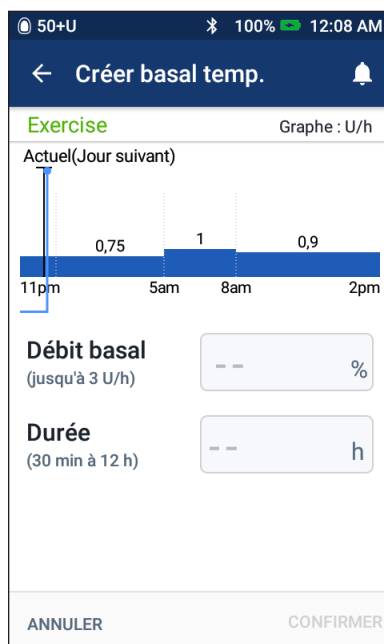 50+U 100% 12:08 AM
Créer basal temp.
Exercise Graphe : U/h
Actuel(Jour suivant)
0,75 1 0,9
11pm 5am 8am 2pm
Débit basal
(jusqu'à 3 U/h)
-- %
Durée
(30 min à 12 h)
-- h
ANNULER CONFIRMER